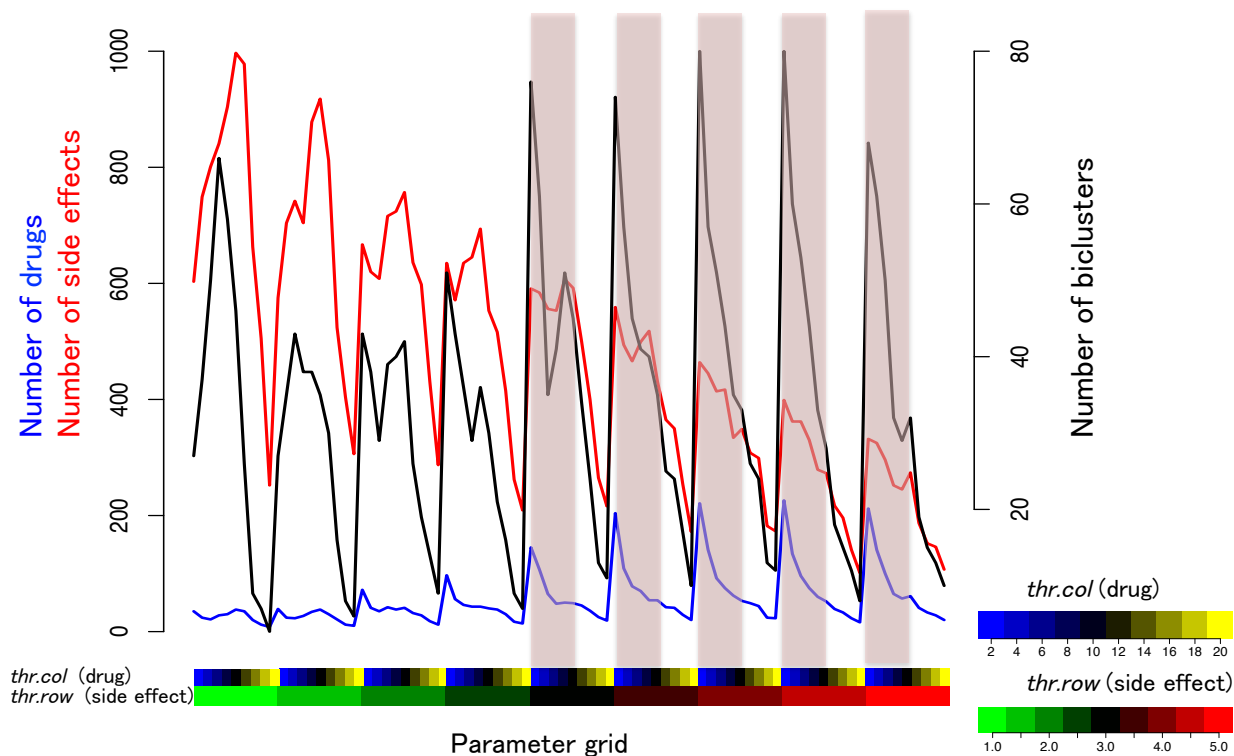 Number of drugs
Number of side effects
1000
800
600
400
200
0
80
60
40
20
Number of biclusters
thr.col (drug)
thr.row (side effect)
Parameter grid
thr.col (drug)
2 4 6 8 10 12 14 16 18 20
thr.row (side effect)
1.0 2.0 3.0 4.0 5.0